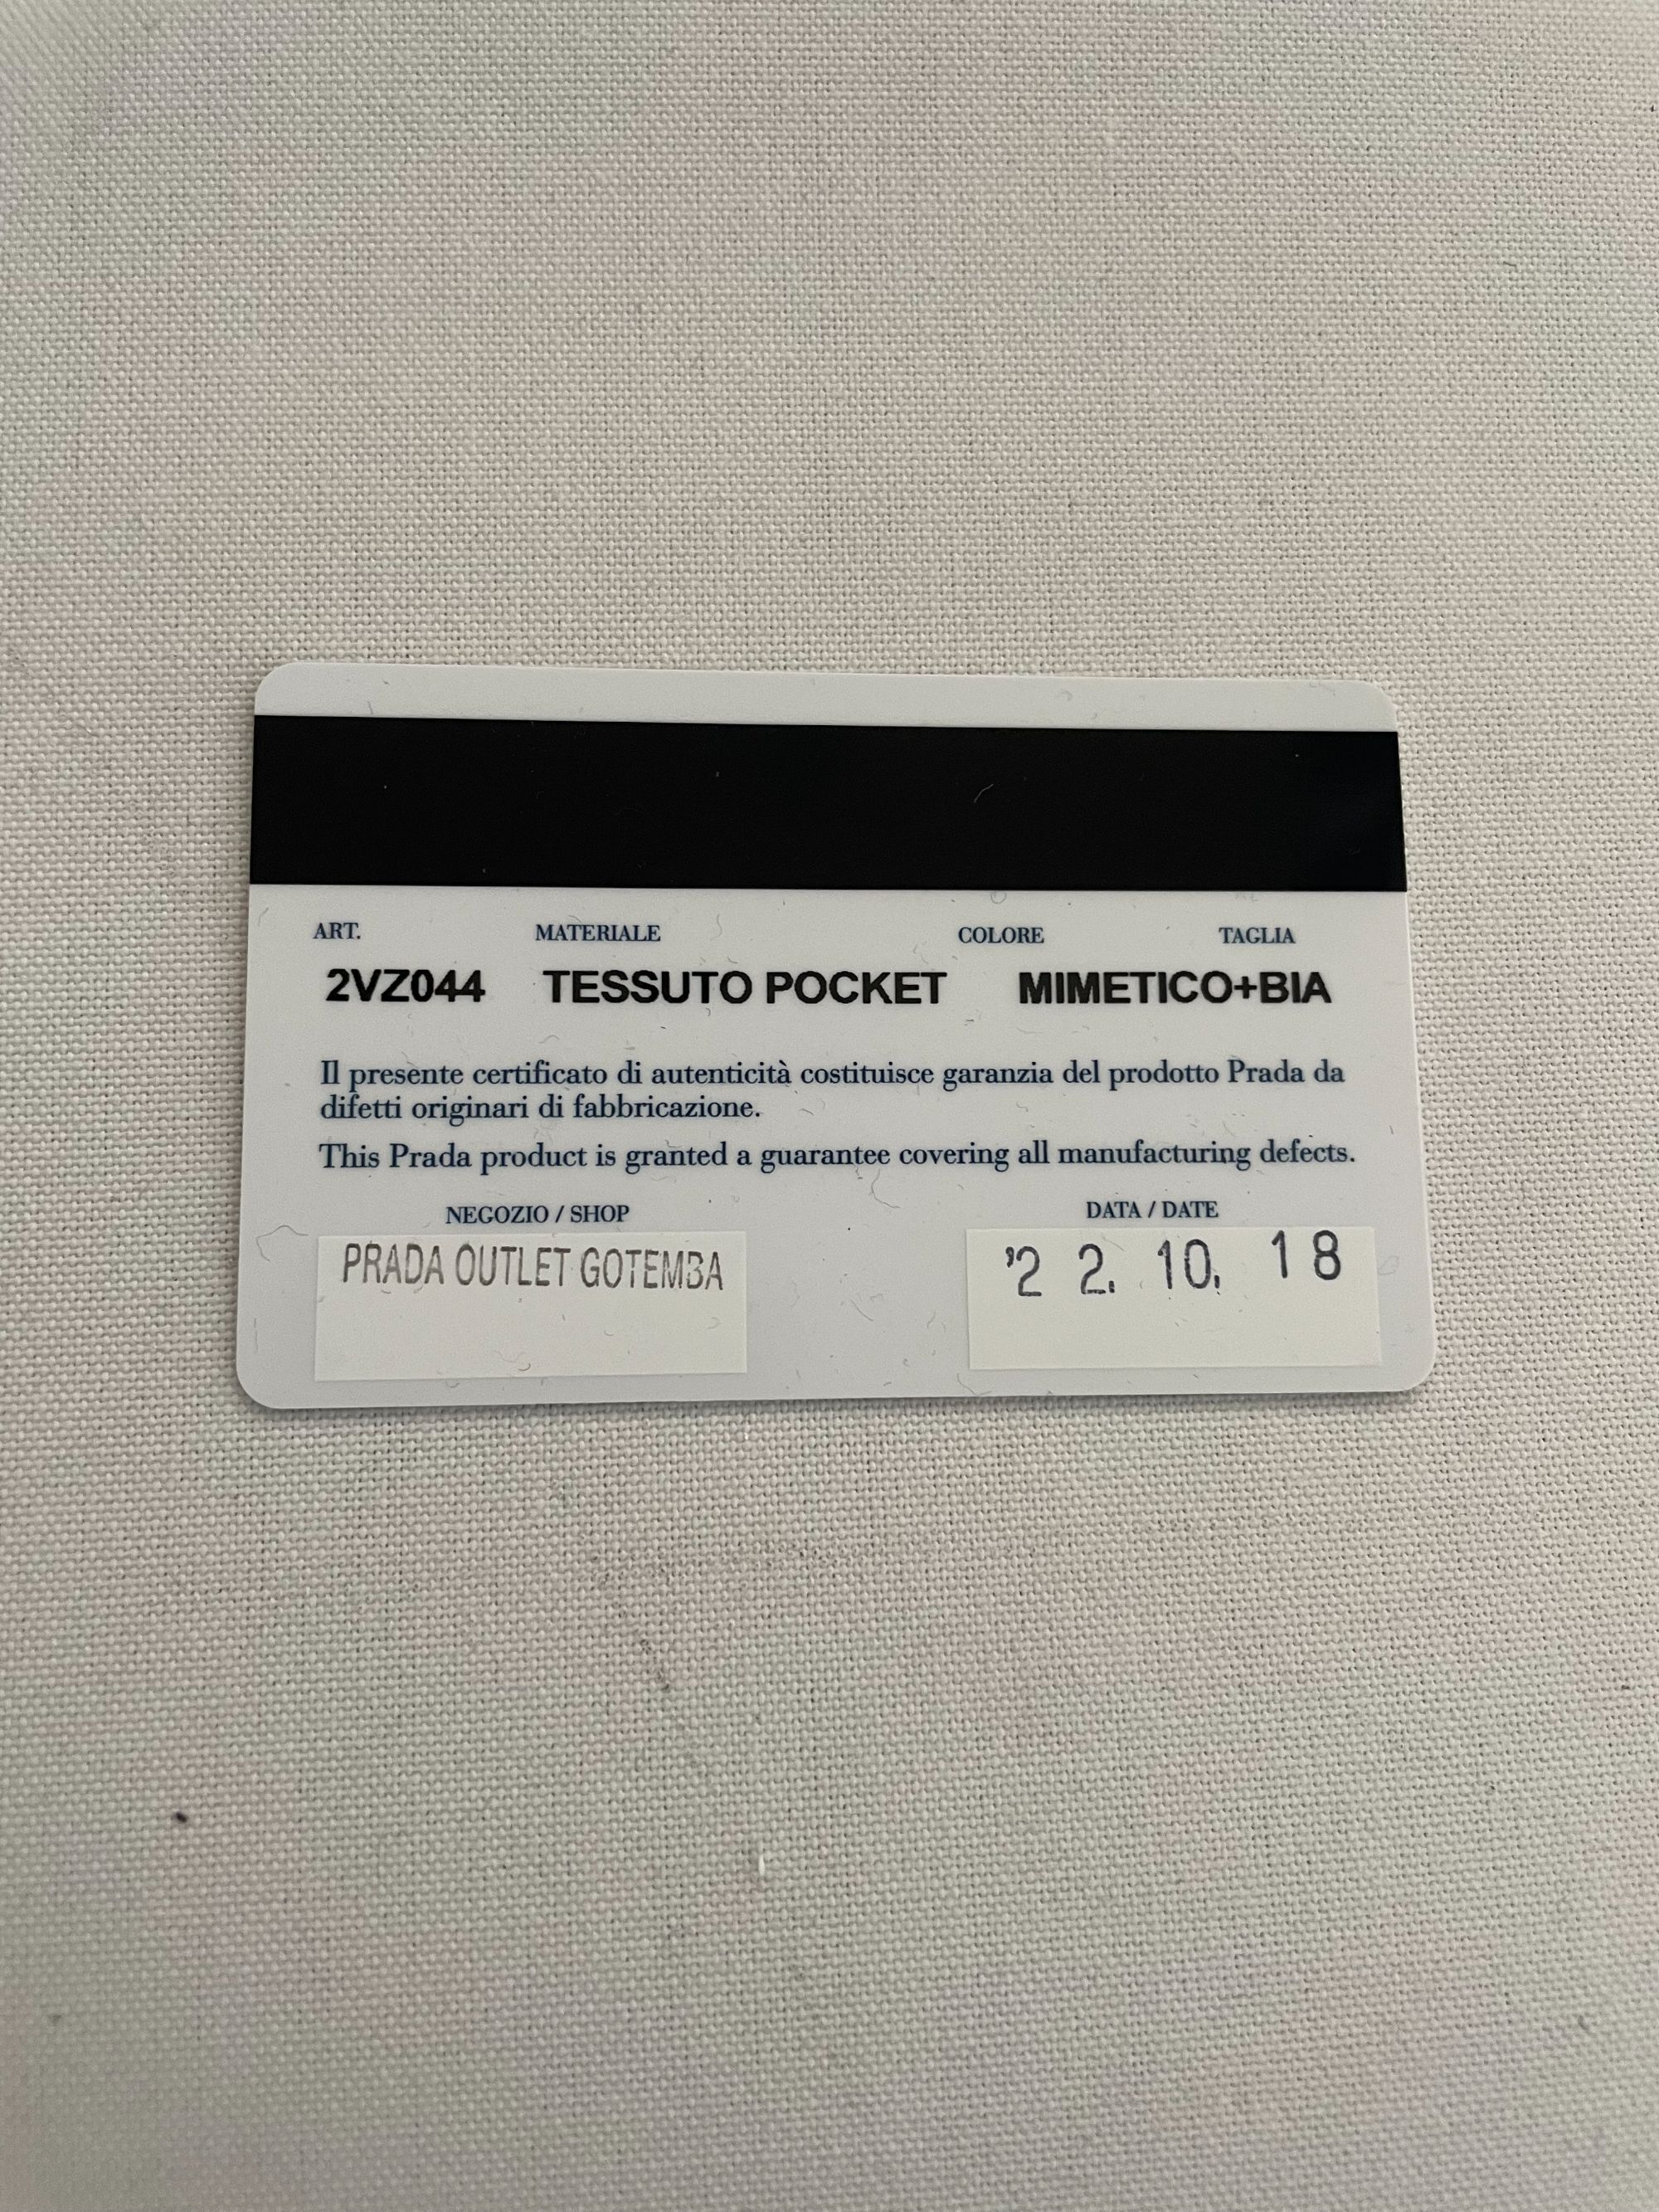 ART. MATERIALE COLORE TAGLIA
2VZ044 TESSUTO POCKET MIMETICO+BIA
Il presente certificato di autenticità costituisce garanzia del prodotto Prada da
difetti originari di fabbricazione.
This Prada product is granted a guarantee covering all manufacturing defects.
NEGOZIO / SHOP DATA / DATE
PRADA OUTLET GOTEMBA '2 2. 10. 18